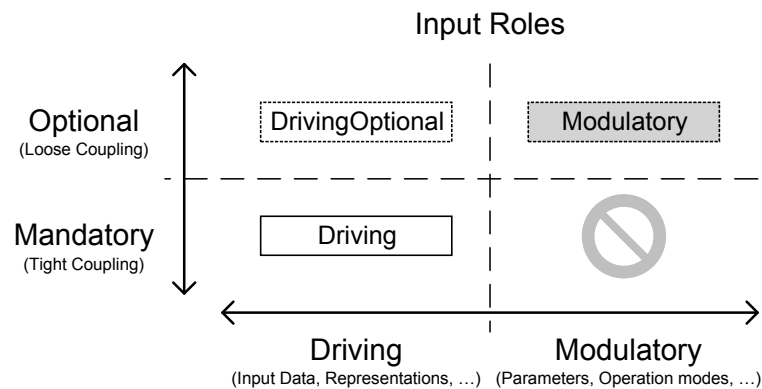 Input Roles
Optional
(Loose Coupling)
DrivingOptional
Modulatory
Mandatory
(Tight Coupling)
Driving
Driving
(Input Data, Representations, …)
Modulatory
(Parameters, Operation modes, …)